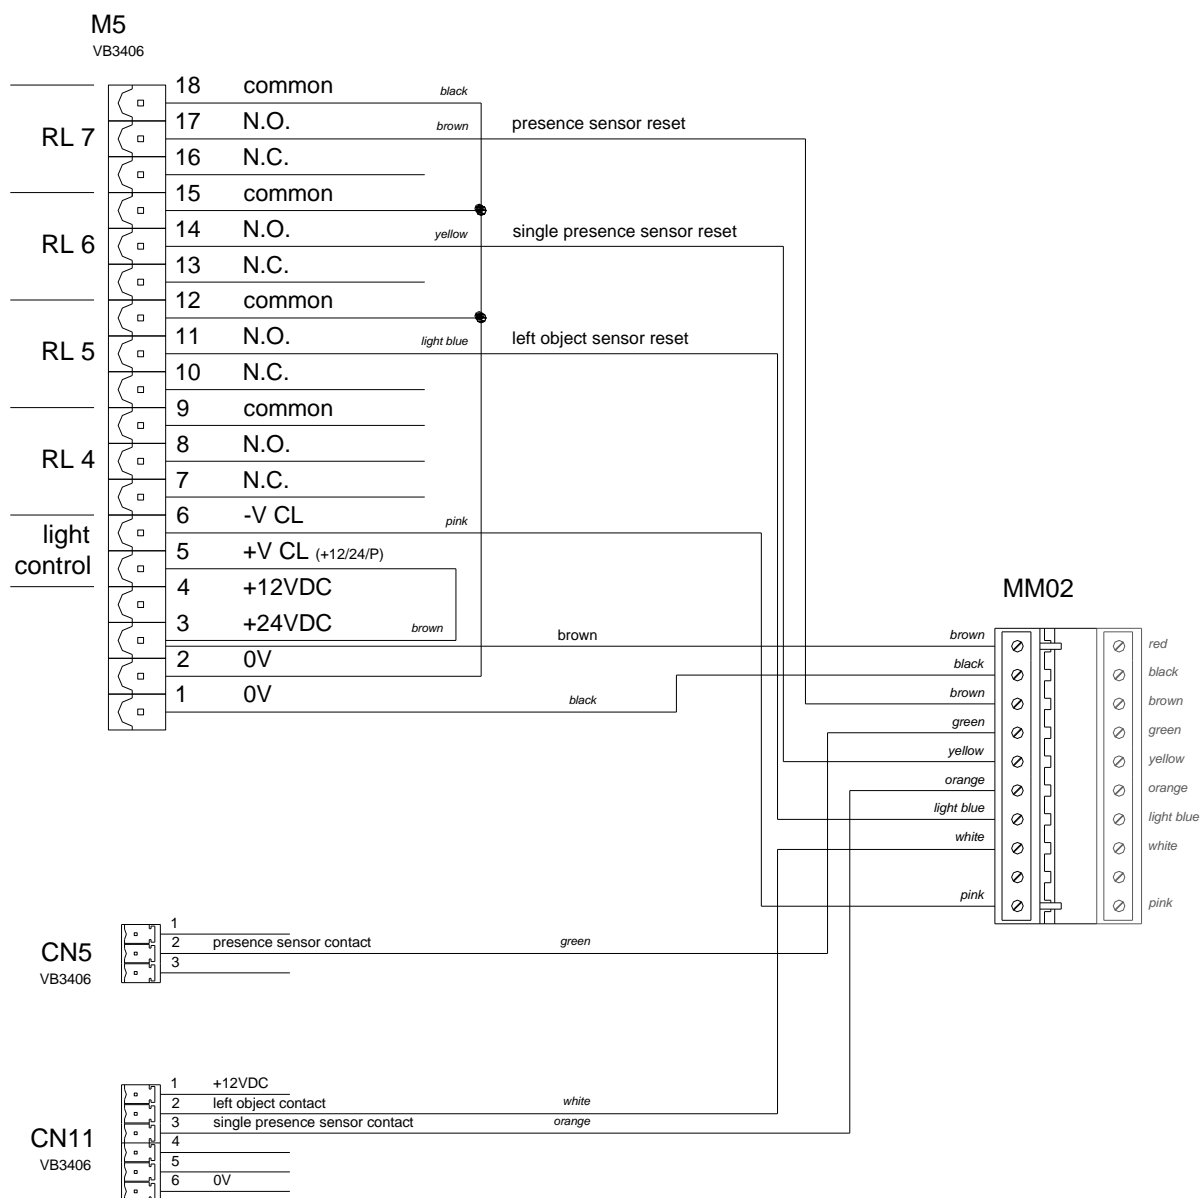 M5
VB3406
18 common black
RL 7
17 N.O. brown presence sensor reset
16 N.C.
15 common
RL 6
14 N.O. yellow single presence sensor reset
13 N.C.
12 common
RL 5
11 N.O. light blue left object sensor reset
10 N.C.
9 common
RL 4
8 N.O.
7 N.C.
6 -V CL pink
light
control
5 +V CL (+12/24/P)
4 +12VDC
3 +24VDC brown
brown
2 0V
1 0V black
MM02
brown red
black black
brown brown
green green
yellow yellow
orange orange
light blue light blue
white white
pink pink
CN5
VB3406
1
2 presence sensor contact green
3
CN11
VB3406
1 +12VDC
2 left object contact white
3 single presence sensor contact orange
4
5
6 0V